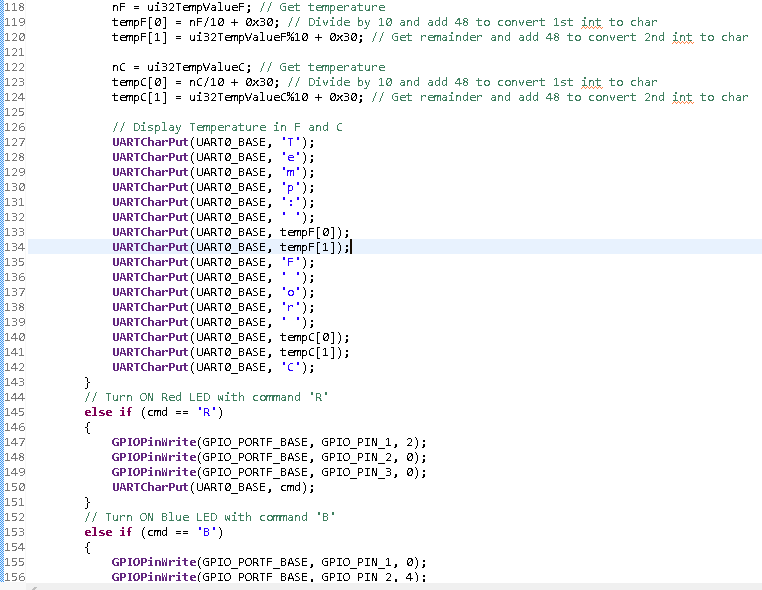 118 nF = ui32TempValueF; // Get temperature
119 tempF[0] = nF/10 + 0x30; // Divide by 10 and add 48 to convert 1st int to char
120 tempF[1] = ui32TempValueF%10 + 0x30; // Get remainder and add 48 to convert 2nd int to char
121
122 nC = ui32TempValueC; // Get temperature
123 tempC[0] = nC/10 + 0x30; // Divide by 10 and add 48 to convert 1st int to char
124 tempC[1] = ui32TempValueC%10 + 0x30; // Get remainder and add 48 to convert 2nd int to char
125
126 // Display Temperature in F and C
127 UARTCharPut(UART0_BASE, 'T');
128 UARTCharPut(UART0_BASE, 'e');
129 UARTCharPut(UART0_BASE, 'm');
130 UARTCharPut(UART0_BASE, 'p');
131 UARTCharPut(UART0_BASE, ':');
132 UARTCharPut(UART0_BASE, ' ');
133 UARTCharPut(UART0_BASE, tempF[0]);
134 UARTCharPut(UART0_BASE, tempF[1]);
135 UARTCharPut(UART0_BASE, 'F');
136 UARTCharPut(UART0_BASE, ' ');
137 UARTCharPut(UART0_BASE, 'o');
138 UARTCharPut(UART0_BASE, 'r');
139 UARTCharPut(UART0_BASE, ' ');
140 UARTCharPut(UART0_BASE, tempC[0]);
141 UARTCharPut(UART0_BASE, tempC[1]);
142 UARTCharPut(UART0_BASE, 'C');
143 }
144 // Turn ON Red LED with command 'R'
145 else if (cmd == 'R')
146 {
147 GPIOPinWrite(GPIO_PORTF_BASE, GPIO_PIN_1, 2);
148 GPIOPinWrite(GPIO_PORTF_BASE, GPIO_PIN_2, 0);
149 GPIOPinWrite(GPIO_PORTF_BASE, GPIO_PIN_3, 0);
150 UARTCharPut(UART0_BASE, cmd);
151 }
152 // Turn ON Blue LED with command 'B'
153 else if (cmd == 'B')
154 {
155 GPIOPinWrite(GPIO_PORTF_BASE, GPIO_PIN_1, 0);
156 GPIOPinWrite(GPIO_PORTF_BASE, GPIO_PIN_2, 4);